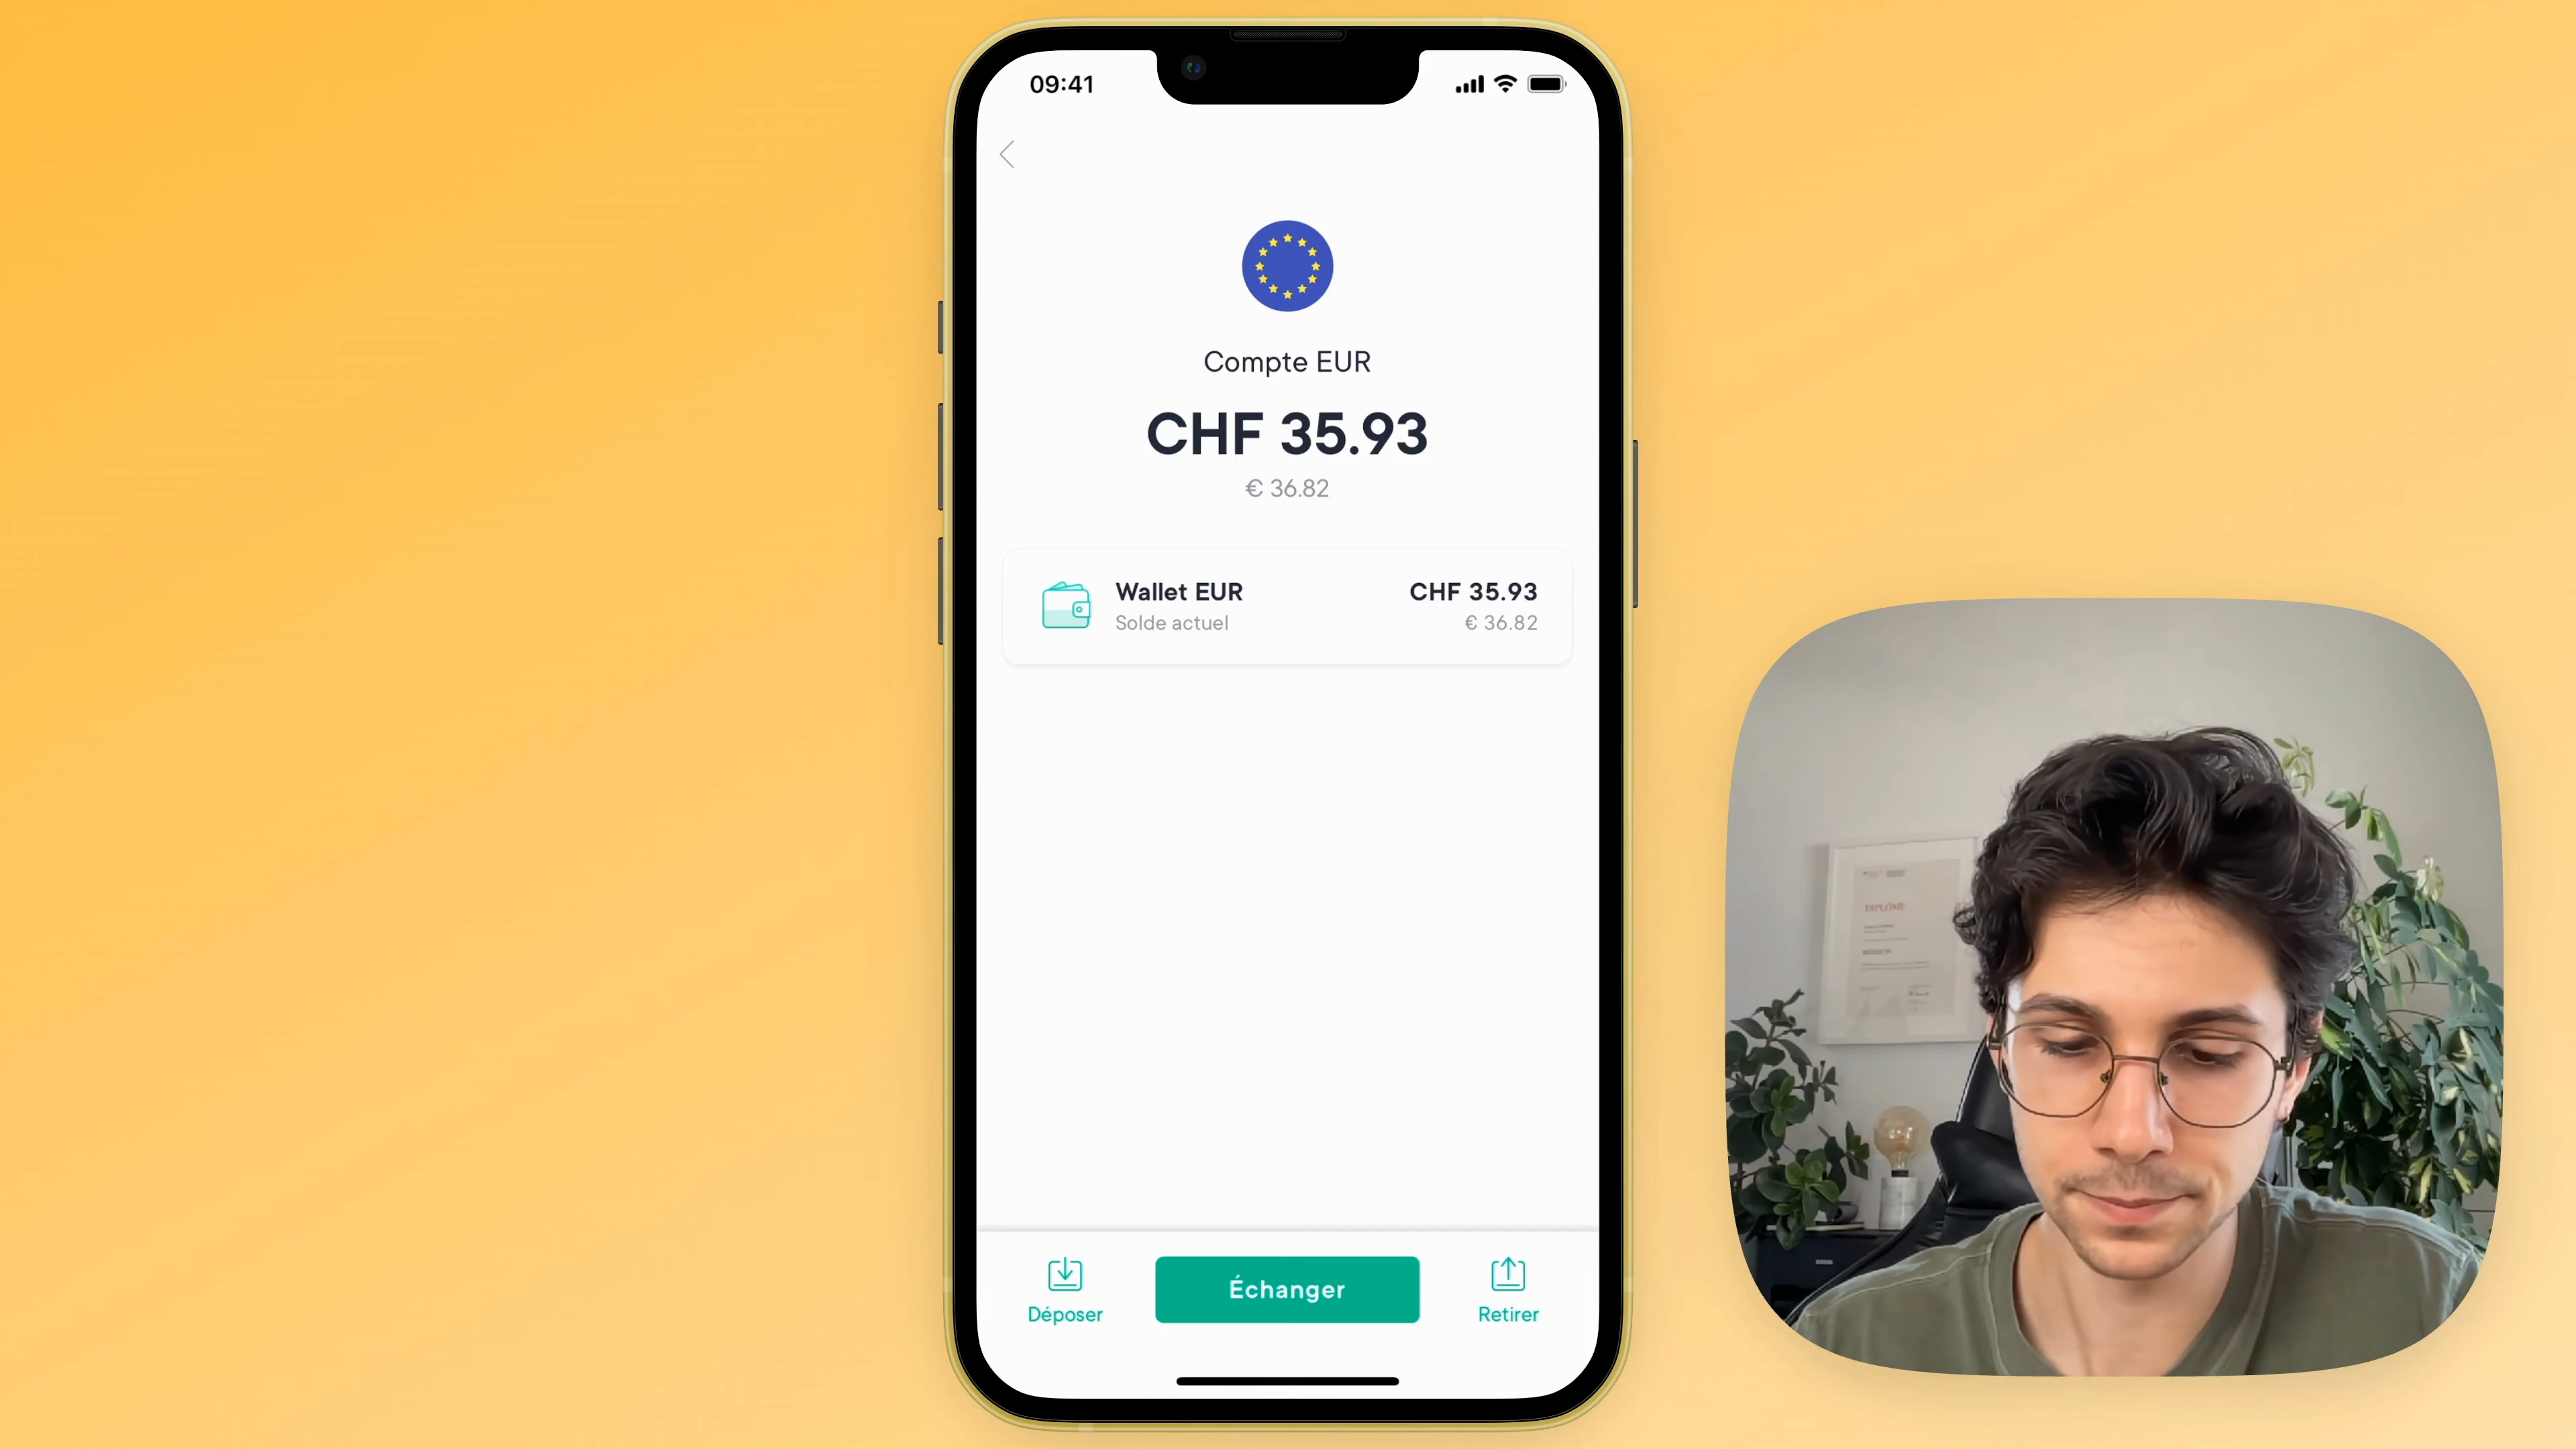 09:41
Compte EUR
CHF 35.93
€ 36.82
Wallet EUR
CHF 35.93
Solde actuel
€ 36.82
Déposer
Échanger
Retirer
DIPLÔME